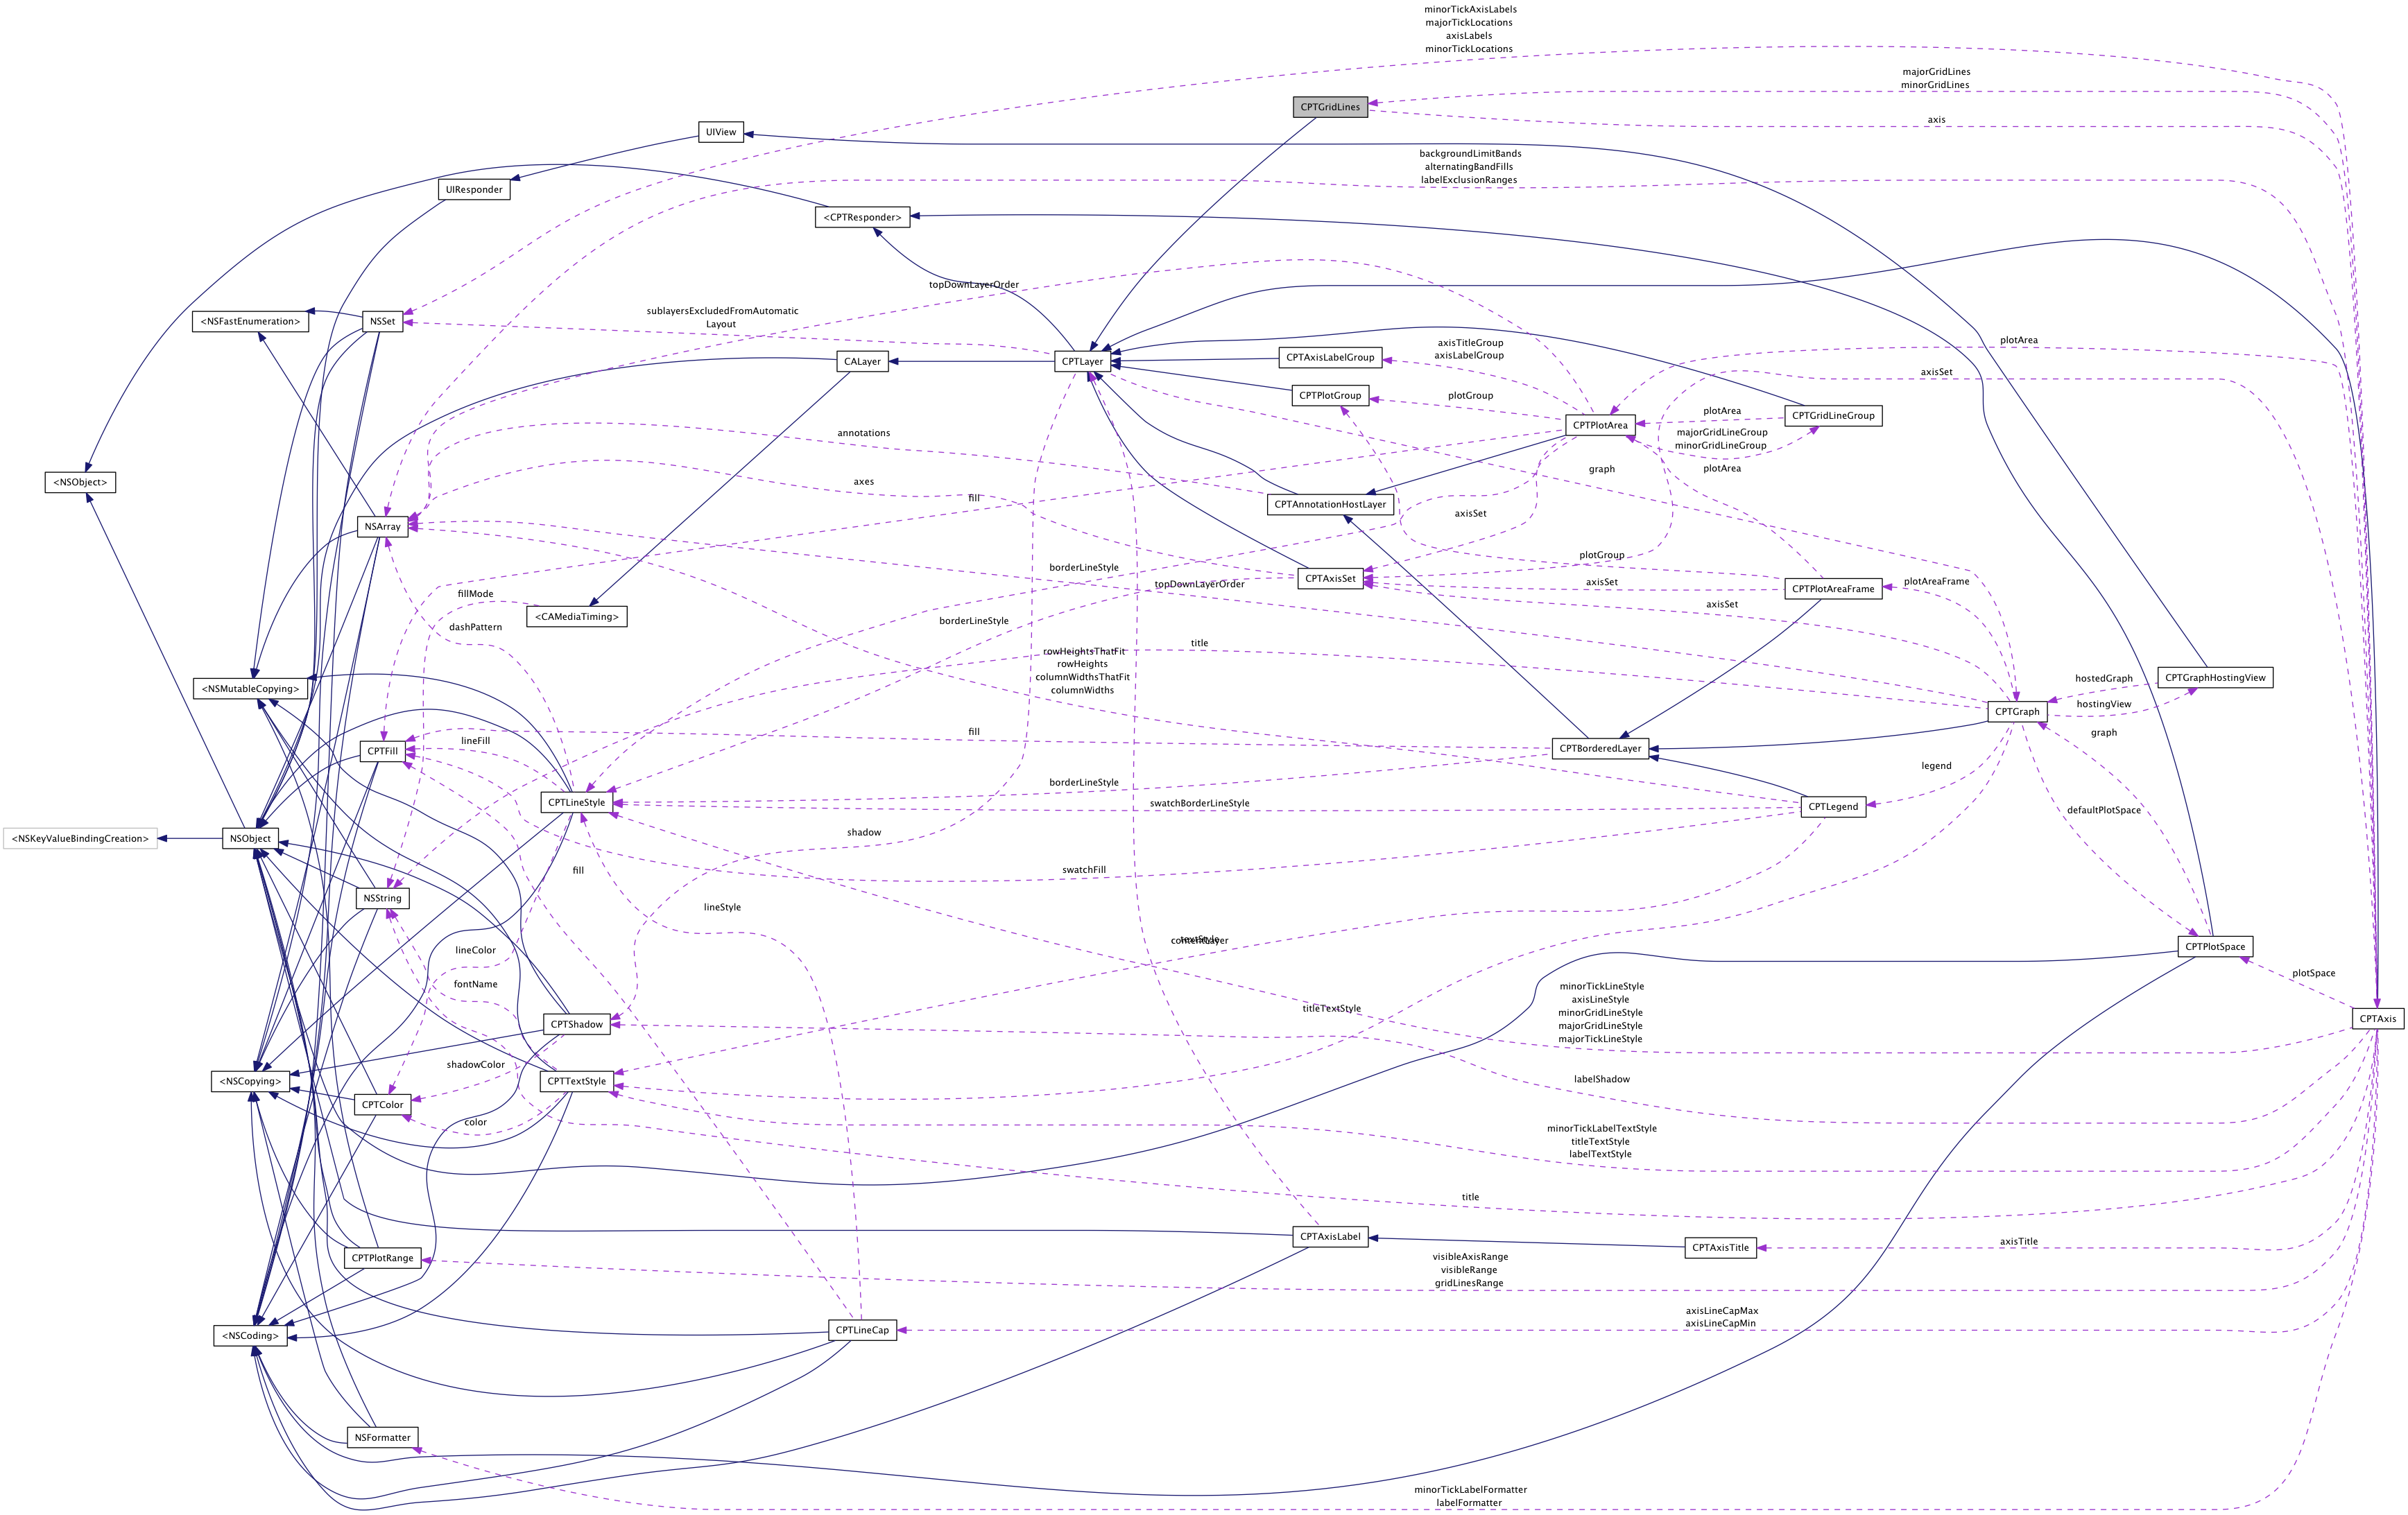 minorTickAxisLabels
majorTickLocations
axisLabels
minorTickLocations
majorGridLines
minorGridLines
CPTGridLines
axis
UIView
backgroundLimitBands
alternatingBandFills
labelExclusionRanges
UIResponder
<CPTResponder>
topDownLayerOrder
sublayersExcludedFromAutomatic
Layout
<NSFastEnumeration>
NSSet
plotArea
axisTitleGroup
axisLabelGroup
CALayer
CPTLayer
CPTAxisLabelGroup
axisSet
CPTPlotGroup
plotGroup
plotArea
CPTGridLineGroup
CPTPlotArea
annotations
majorGridLineGroup
minorGridLineGroup
graph
plotArea
<NSObject>
axes
fill
CPTAnnotationHostLayer
axisSet
NSArray
plotGroup
borderLineStyle
CPTAxisSet
topDownLayerOrder
axisSet
CPTPlotAreaFrame
plotAreaFrame
fillMode
axisSet
<CAMediaTiming>
dashPattern
borderLineStyle
title
rowHeightsThatFit
rowHeights
columnWidthsThatFit
columnWidths
hostedGraph
CPTGraphHostingView
<NSMutableCopying>
hostingView
CPTGraph
fill
graph
lineFill
CPTFill
CPTBorderedLayer
legend
borderLineStyle
CPTLineStyle
swatchBorderLineStyle
CPTLegend
defaultPlotSpace
<NSKeyValueBindingCreation>
NSObject
shadow
fill
swatchFill
NSString
lineStyle
textStyle
contentLayer
CPTPlotSpace
lineColor
plotSpace
fontName
minorTickLineStyle
axisLineStyle
minorGridLineStyle
majorGridLineStyle
majorTickLineStyle
titleTextStyle
CPTShadow
CPTAxis
shadowColor
labelShadow
<NSCopying>
CPTTextStyle
CPTColor
color
minorTickLabelTextStyle
titleTextStyle
labelTextStyle
title
CPTAxisLabel
CPTAxisTitle
axisTitle
CPTPlotRange
visibleAxisRange
visibleRange
gridLinesRange
axisLineCapMax
axisLineCapMin
<NSCoding>
CPTLineCap
NSFormatter
minorTickLabelFormatter
labelFormatter